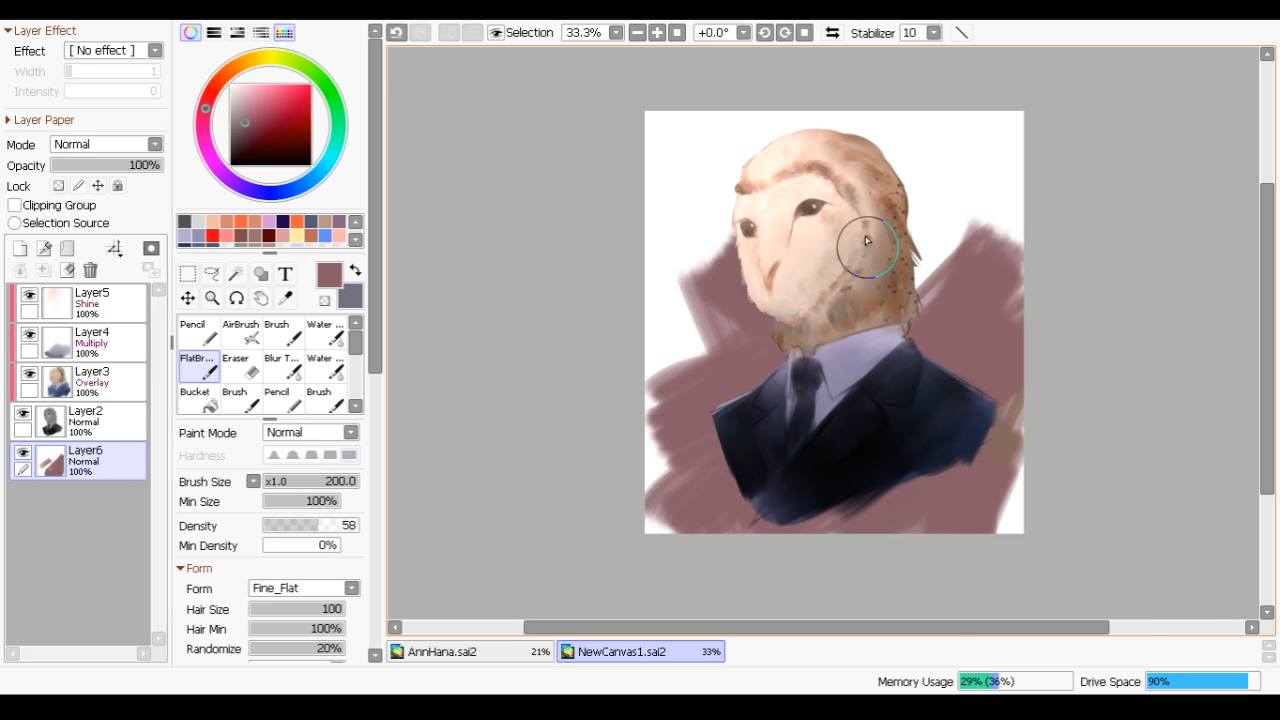 Layer Effect
Effect [ No effect ]
Width 1
Intensity 0
Layer Paper
Mode Normal
Opacity 100%
Lock
Clipping Group
Selection Source
Layer5
Shine
100%
Layer4
Multiply
100%
Layer3
Overlay
100%
Layer2
Normal
100%
Layer6
Normal
100%
T
Pencil AirBrush Brush Water ...
FlatBr... Eraser Blur T... Water ...
Bucket Brush Pencil Brush
Paint Mode Normal
Hardness
Brush Size x1.0 200.0
Min Size 100%
Density 58
Min Density 0%
Form
Form Fine_Flat
Hair Size 100
Hair Min 100%
Randomize 20%
Selection 33.3% +0.0° Stabilizer 10
AnnHana.sai2 21% NewCanvas1.sai2 33%
Memory Usage 29% (36%) Drive Space 90%